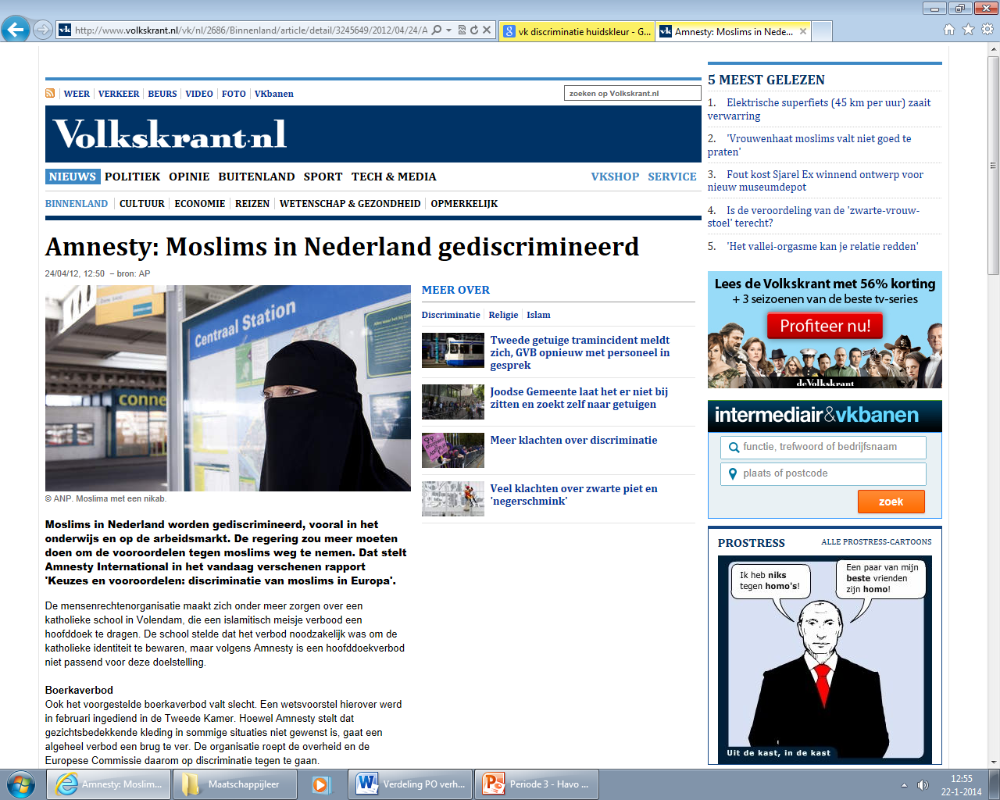 http://www.volkskrant.nl/vk/nl/2686/Binnenland/article/detail/3245649/2012/04/24/A
vk discriminatie huidskleur - G...
Amnesty: Moslims in Nede...
WEER VERKEER BEURS VIDEO FOTO VKbanen
zoeken op Volkskrant.nl
Volkskrant.nl
NIEUWS POLITIEK OPINIE BUITENLAND SPORT TECH & MEDIA
VKSHOP SERVICE
BINNENLAND CULTUUR ECONOMIE REIZEN WETENSCHAP & GEZONDHEID OPMERKELIJK
Amnesty: Moslims in Nederland gediscrimineerd
24/04/12, 12:50 – bron: AP
Centraal Station
conne
© ANP. Moslima met een nikab.
Moslims in Nederland worden gediscrimineerd, vooral in het
onderwijs en op de arbeidsmarkt. De regering zou meer moeten
doen om de vooroordelen tegen moslims weg te nemen. Dat stelt
Amnesty International in het vandaag verschenen rapport
'Keuzes en vooroordelen: discriminatie van moslims in Europa'.
De mensenrechtenorganisatie maakt zich onder meer zorgen over een
katholieke school in Volendam, die een islamitisch meisje verbood een
hoofddoek te dragen. De school stelde dat het verbod noodzakelijk was om de
katholieke identiteit te bewaren, maar volgens Amnesty is een hoofddoekverbod
niet passend voor deze doelstelling.
Boerkaverbod
Ook het voorgestelde boerkaverbod valt slecht. Een wetsvoorstel hierover werd
in februari ingediend in de Tweede Kamer. Hoewel Amnesty stelt dat
gezichtsbedekkende kleding in sommige situaties niet gewenst is, gaat een
algeheel verbod een brug te ver. De organisatie roept de overheid en de
Europese Commissie daarom op discriminatie tegen te gaan.
MEER OVER
Discriminatie Religie Islam
Tweede getuige tramincident meldt
zich, GVB opnieuw met personeel in
gesprek
Joodse Gemeente laat het er niet bij
zitten en zoekt zelf naar getuigen
Meer klachten over discriminatie
Veel klachten over zwarte piet en
'negerschmink'
5 MEEST GELEZEN
1. Elektrische superfiets (45 km per uur) zaait
verwarring
2. 'Vrouwenhaat moslims valt niet goed te
praten'
3. Fout kost Sjarel Ex winnend ontwerp voor
nieuw museumdepot
4. Is de veroordeling van de 'zwarte-vrouw-
stoel' terecht?
5. 'Het vallei-orgasme kan je relatie redden'
Lees de Volkskrant met 56% korting
+ 3 seizoenen van de beste tv-series
Profiteer nu!
deVolkskrant
intermediair&vkbanen
functie, trefwoord of bedrijfsnaam
plaats of postcode
zoek
PROSTRESS
ALLE PROSTRESS-CARTOONS
Ik heb niks
tegen homo's!
Een paar van mijn
beste vrienden
zijn homo!
Uit de kast, in de kast
Amnesty: Moslim...
Maatschappijleer
Verdeling PO verh...
Periode 3 - Havo ...
12:55
22-1-2014